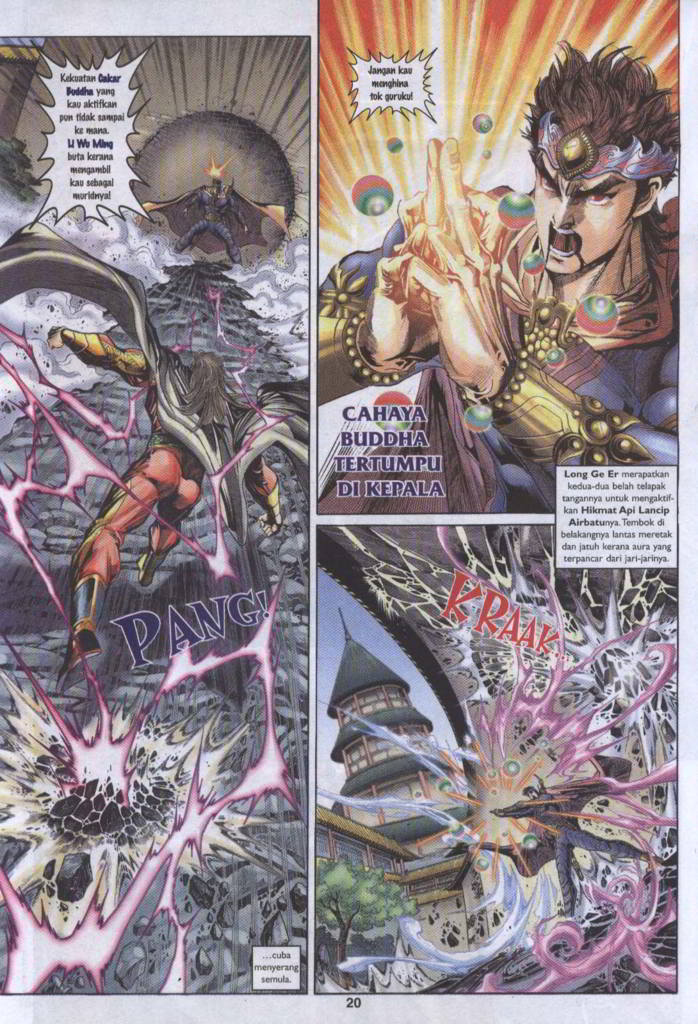 Kekuatan Cakar
Buddha yang
kau aktifkan
pun tidak sampai
ke mana.
Li Wu Ming
buta kerana
mengambil
kau sebagai
muridnya!
PANG!
...cuba
menyerang
semula.
Jangan kau
menghina
tok guruku!
CAHAYA
BUDDHA
TERTUMPU
DI KEPALA
Long Ge Er merapatkan
kedua-dua belah telapak
tangannya untuk mengaktif-
kan Hikmat Api Lancip
Airbatunya. Tembok di
belakangnya lantas meretak
dan jatuh kerana aura yang
terpancar dari jari-jarinya.
KRAAK
20